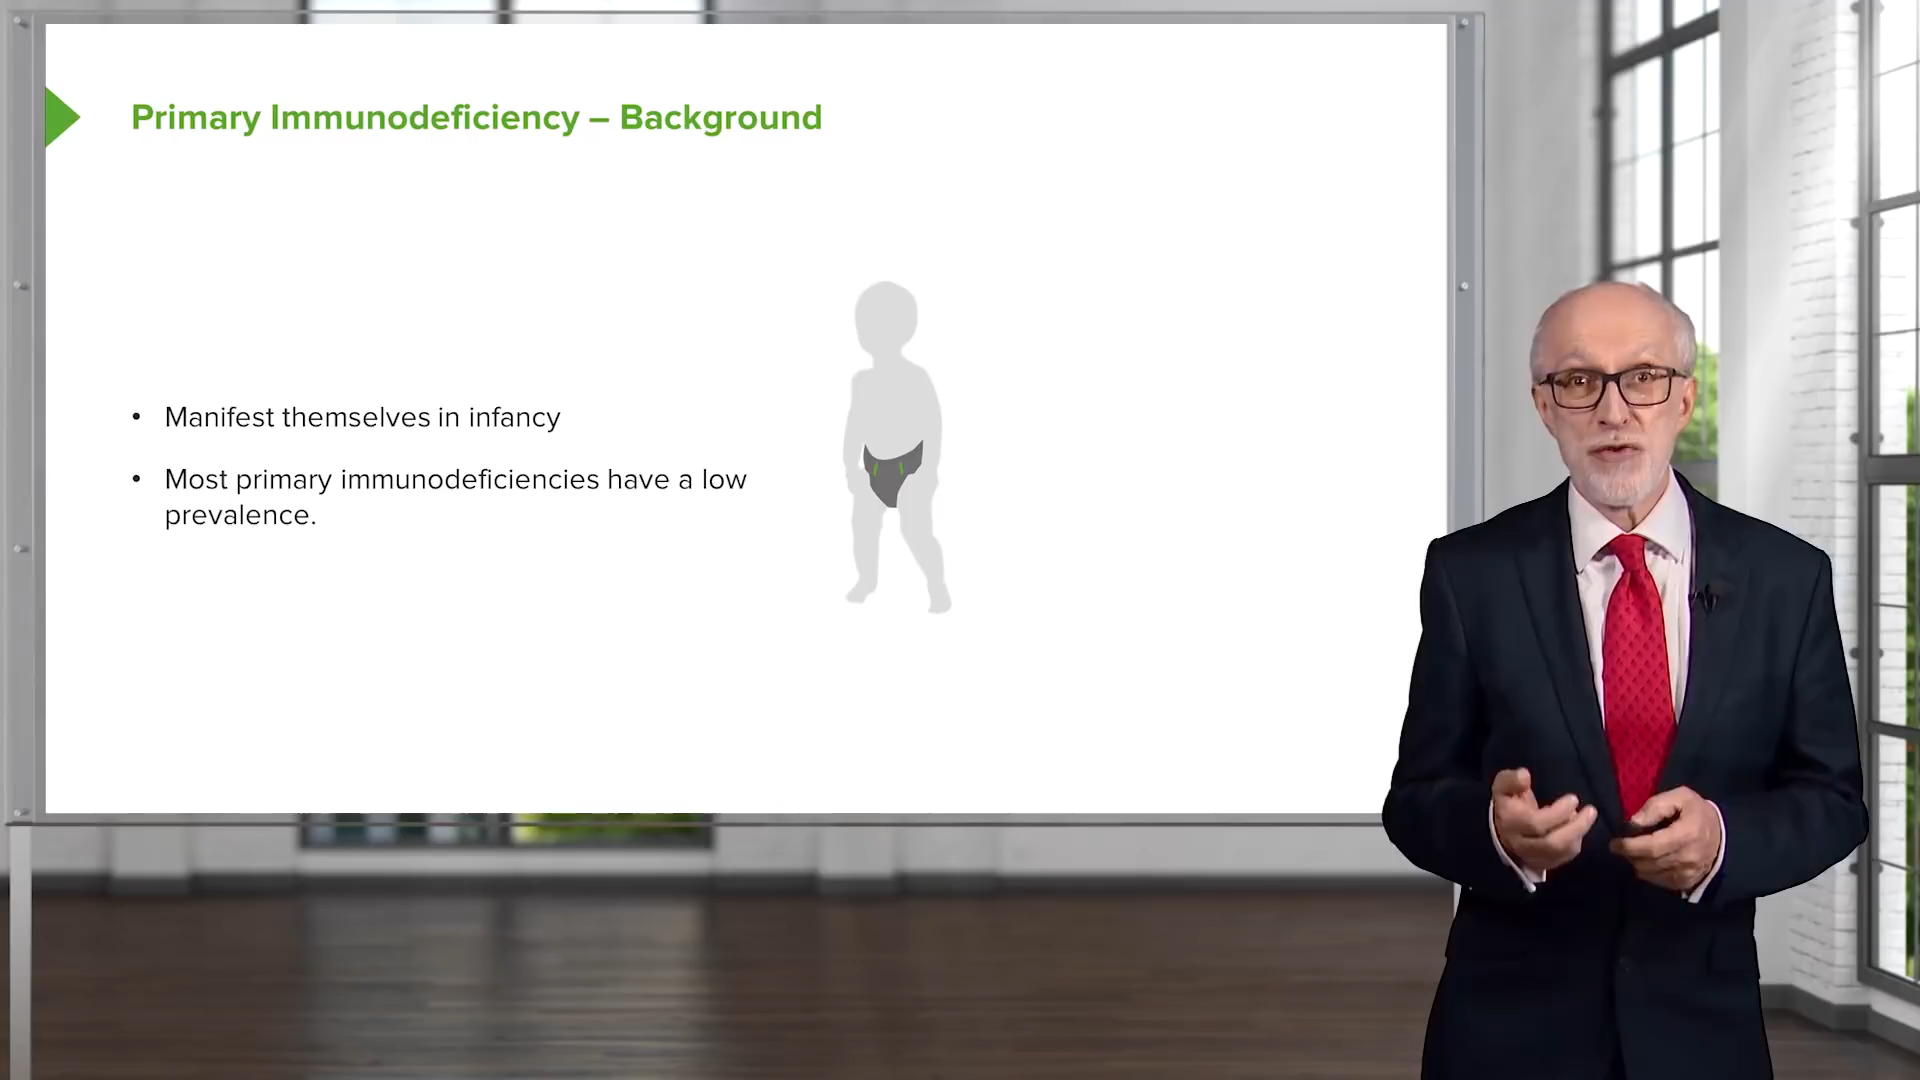 Primary Immunodeficiency – Background
• Manifest themselves in infancy
• Most primary immunodeficiencies have a low
prevalence.